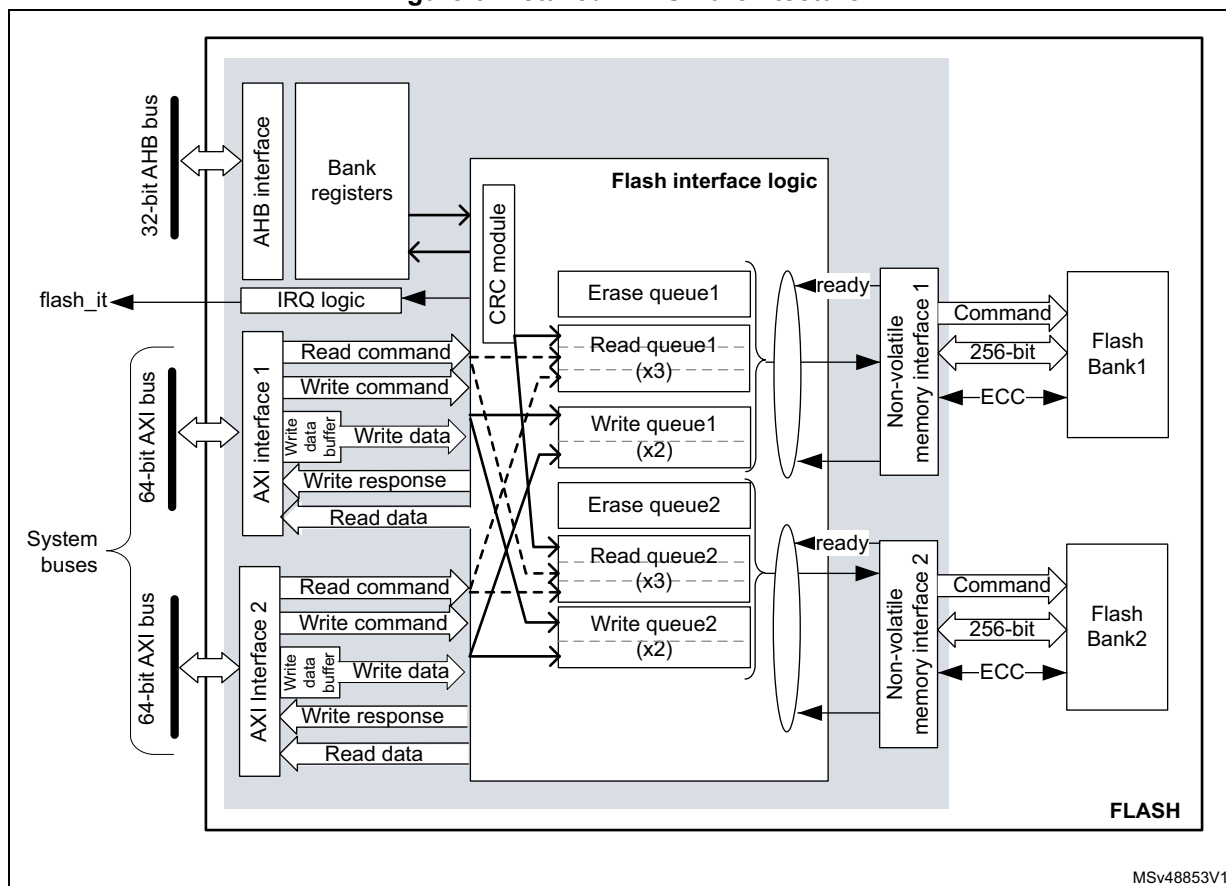 32-bit AHB bus
AHB interface
Bank
registers
flash_it
IRQ logic
Flash interface logic
CRC module
System
buses
64-bit AXI bus
AXI interface 1
Read command
Write command
Write data
buffer
Write data
Write response
Read data
64-bit AXI bus
AXI Interface 2
Read command
Write command
Write data
buffer
Write data
Write response
Read data
Erase queue1
Read queue1
(x3)
Write queue1
(x2)
Erase queue2
Read queue2
(x3)
Write queue2
(x2)
ready
Non-volatile
memory interface 1
Command
256-bit
ECC
Flash
Bank1
ready
Non-volatile
memory interface 2
Command
256-bit
ECC
Flash
Bank2
FLASH
MSv48853V1